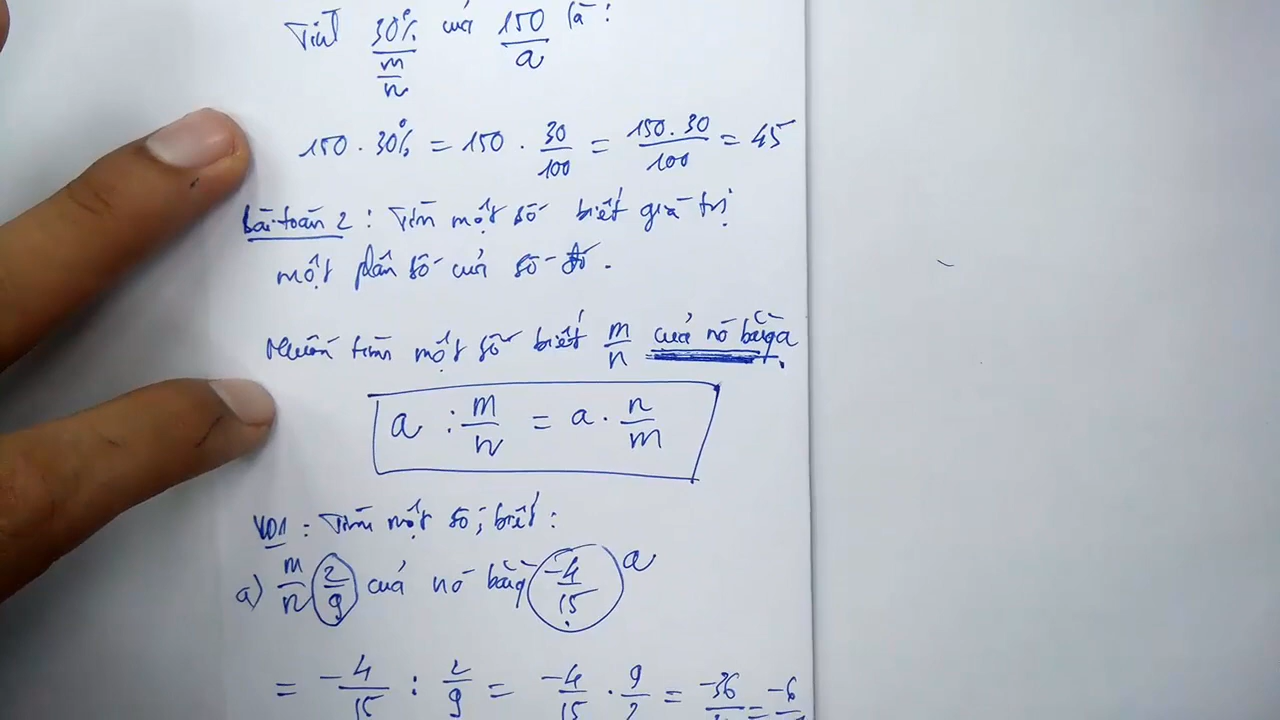 Tính 30% m/n của 150/a là:
150 . 30% = 150 . 30/100 = 150.30/100 = 45
Bài toán 2 : Tìm một số biết giá trị
một phân số của số đó .
Muốn tìm một số biết m/n của nó bằng a
a : m/n = a . n/m
VD1 : Tìm một số, biết :
a) m/n 2/9 của nó bằng -4/15 a
= -4/15 : 2/9 = -4/15 . 9/2 = -36/ = -6/